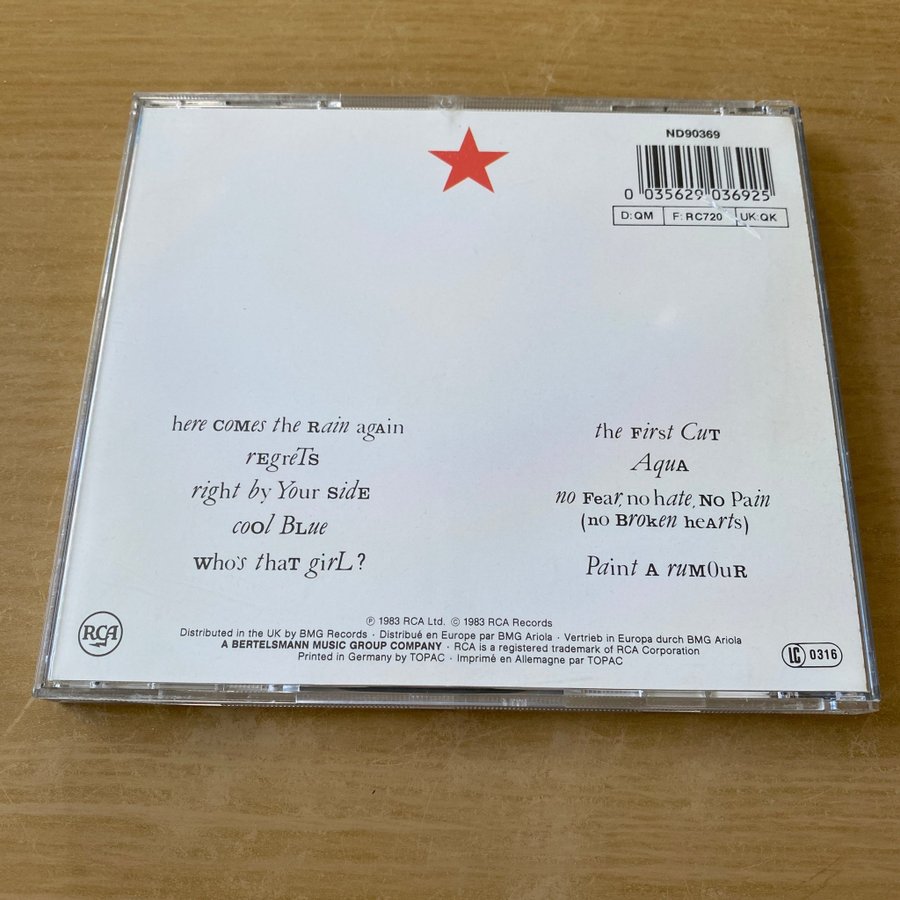 ND90369
0 035629 036925
D:QM F:RC720 UK:QK
here coMes the Rain agAin
rEgréTS
right by Your SidE
coOl BLue
Who's thaT girL?
the First CuT
AquA
no Fear, no hate, NO Pain
(no Broken heArts)
Paint A ruMOuR
RCA
℗ 1983 RCA Ltd. © 1983 RCA Records
Distributed in the UK by BMG Records · Distribué en Europe par BMG Ariola · Vertrieb in Europa durch BMG Ariola
A BERTELSMANN MUSIC GROUP COMPANY · RCA is a registered trademark of RCA Corporation
Printed in Germany by TOPAC · Imprimé en Allemagne par TOPAC
LC 0316